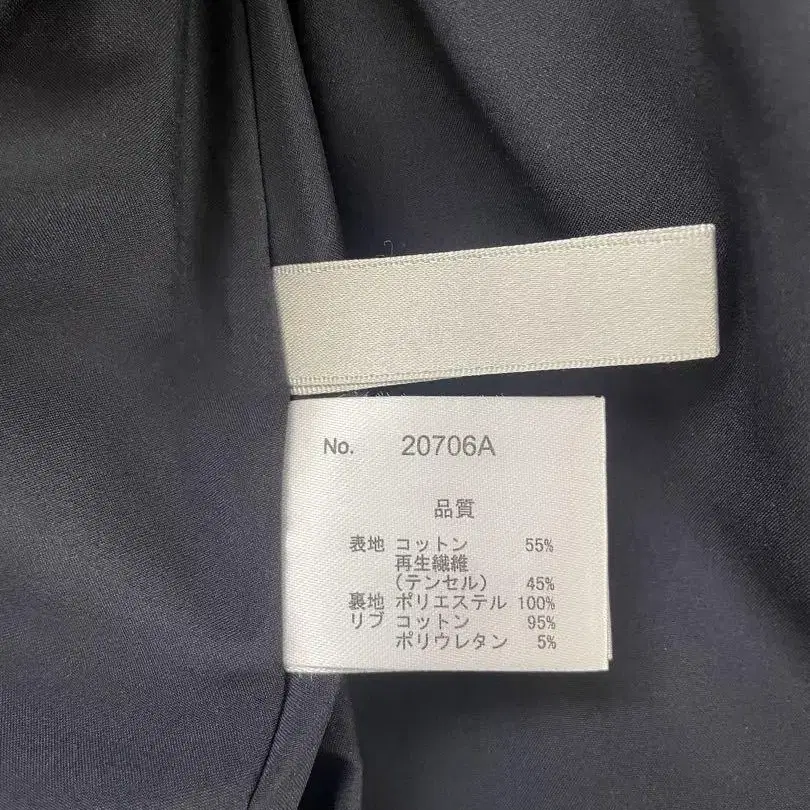 No. 20706A
品質
表地 コットン 55%
再生繊維
(テンセル) 45%
裏地 ポリエステル 100%
リブ コットン 95%
ポリウレタン 5%